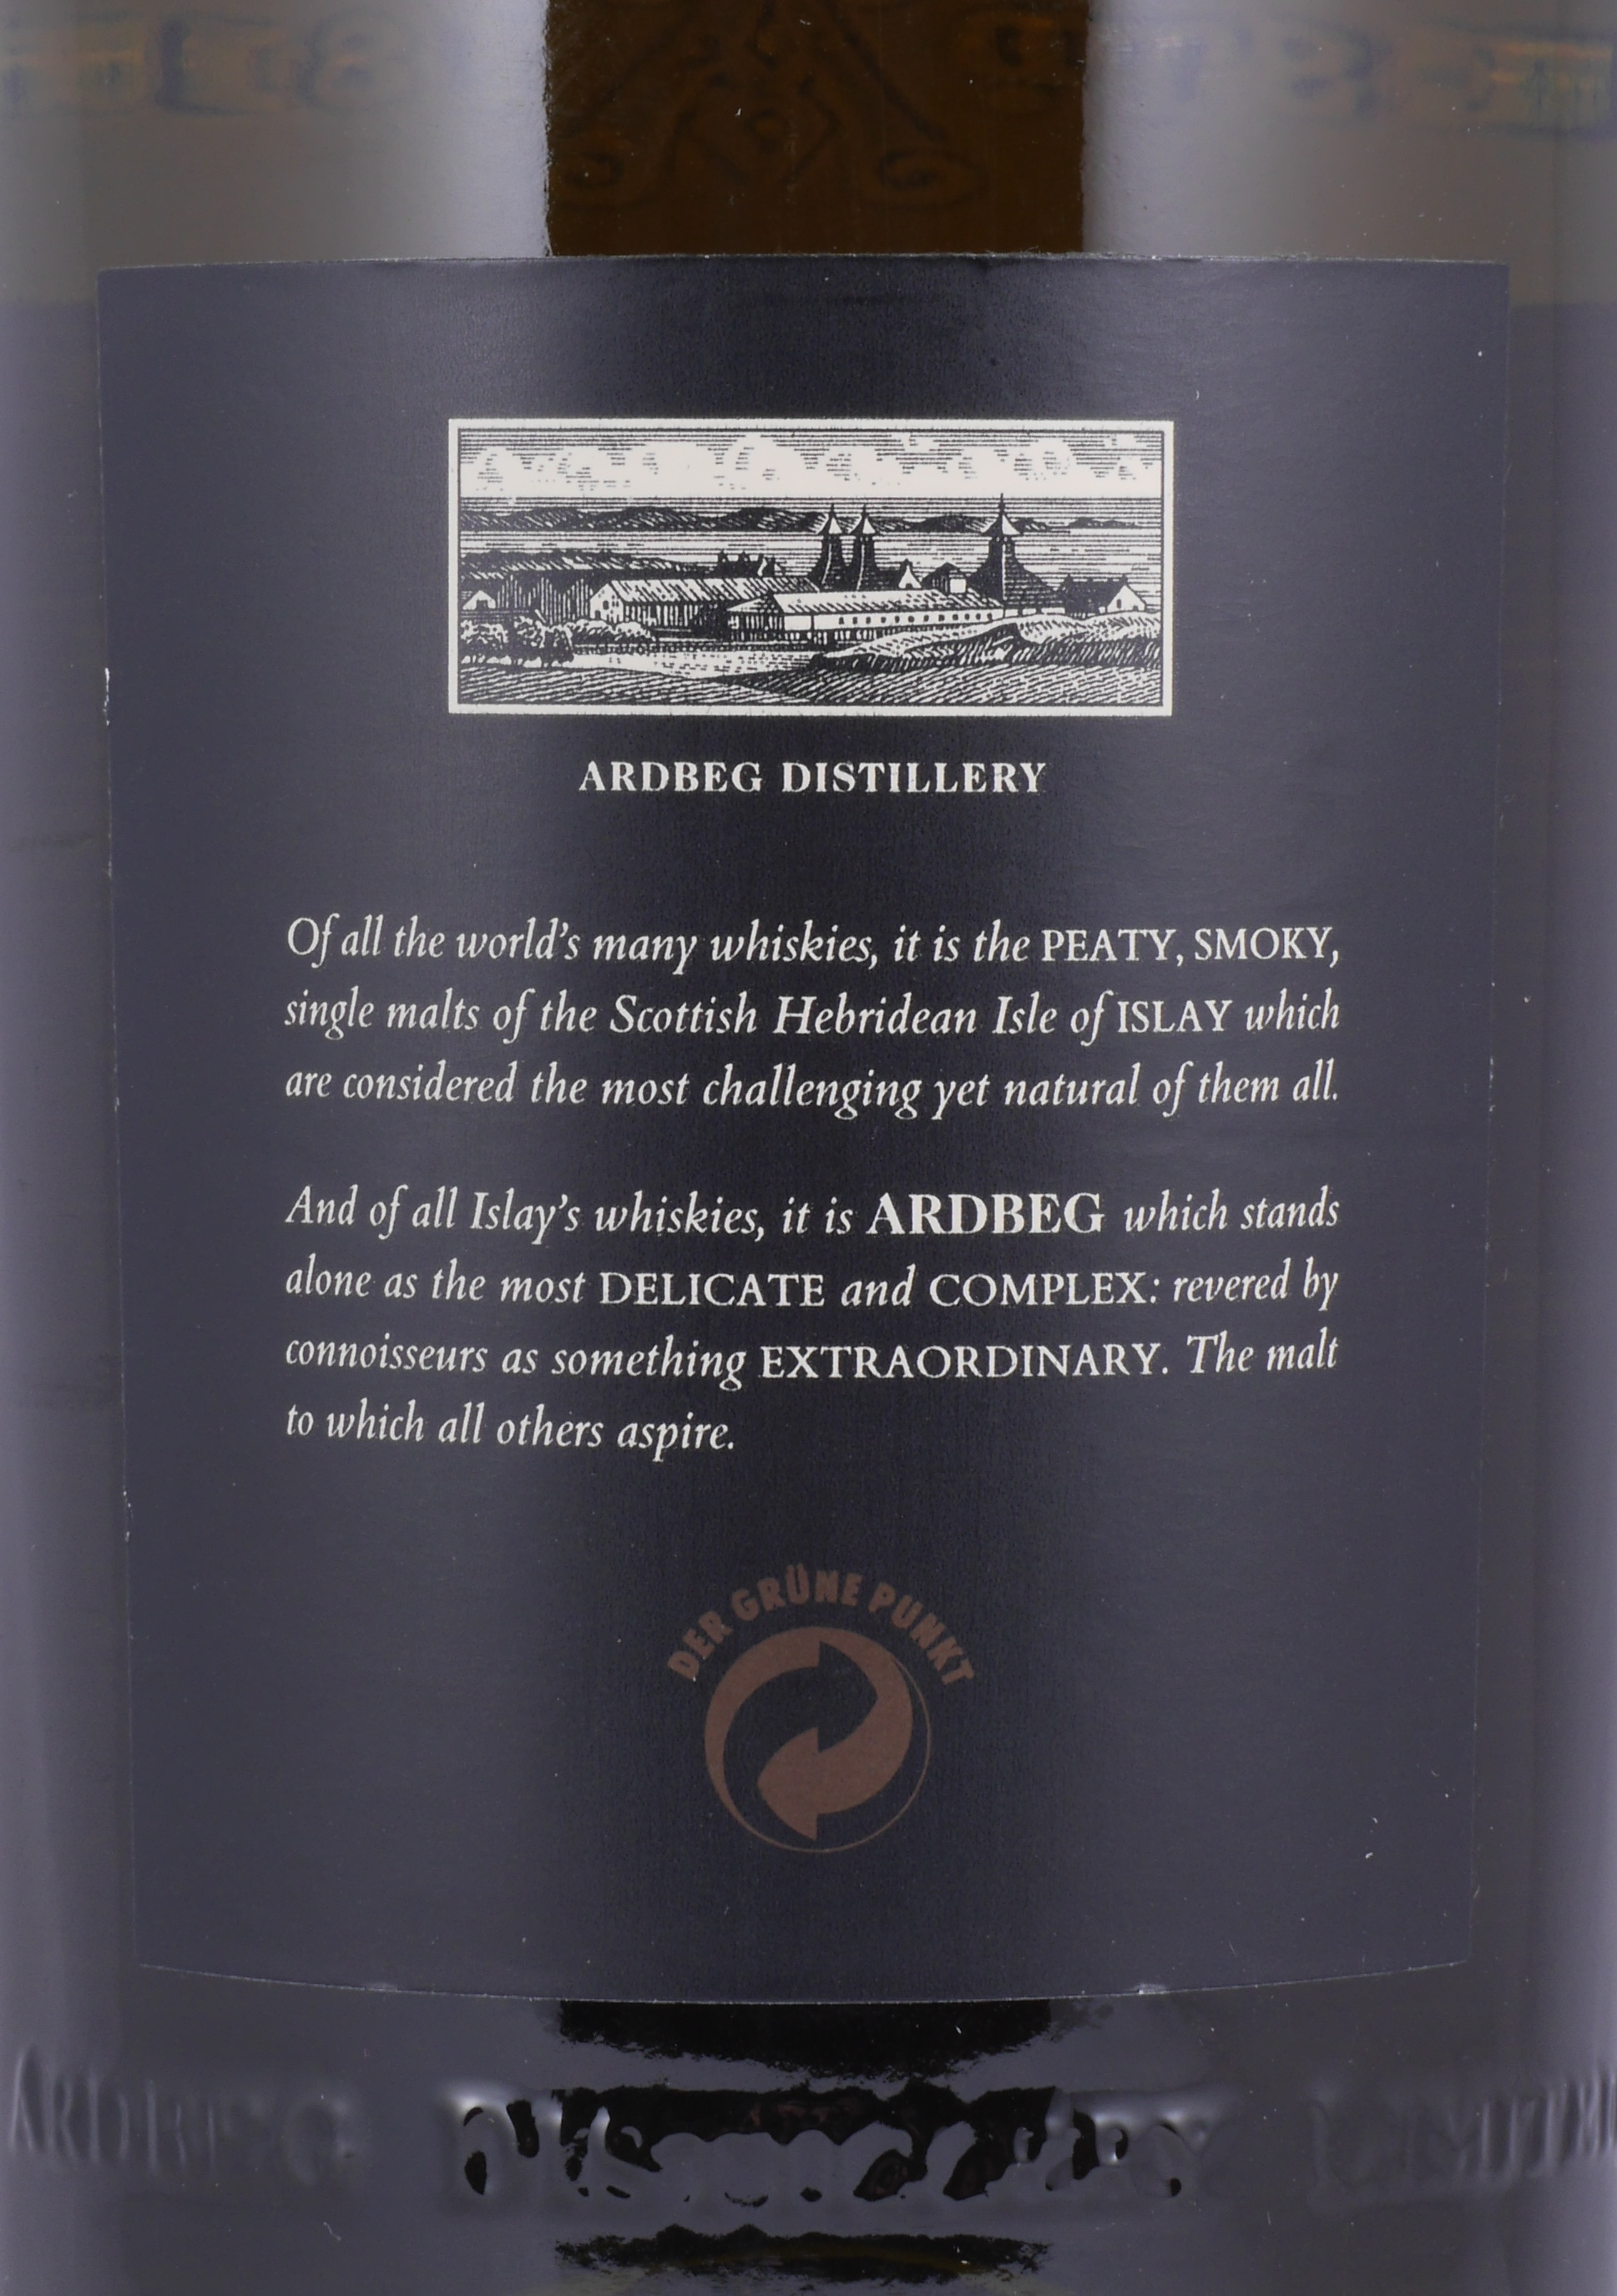 ARDBEG DISTILLERY
Of all the world's many whiskies, it is the PEATY, SMOKY,
single malts of the Scottish Hebridean Isle of ISLAY which
are considered the most challenging yet natural of them all.
And of all Islay's whiskies, it is ARDBEG which stands
alone as the most DELICATE and COMPLEX: revered by
connoisseurs as something EXTRAORDINARY. The malt
to which all others aspire.
DER GRÜNE PUNKT
ARDBEG DISTILLERY